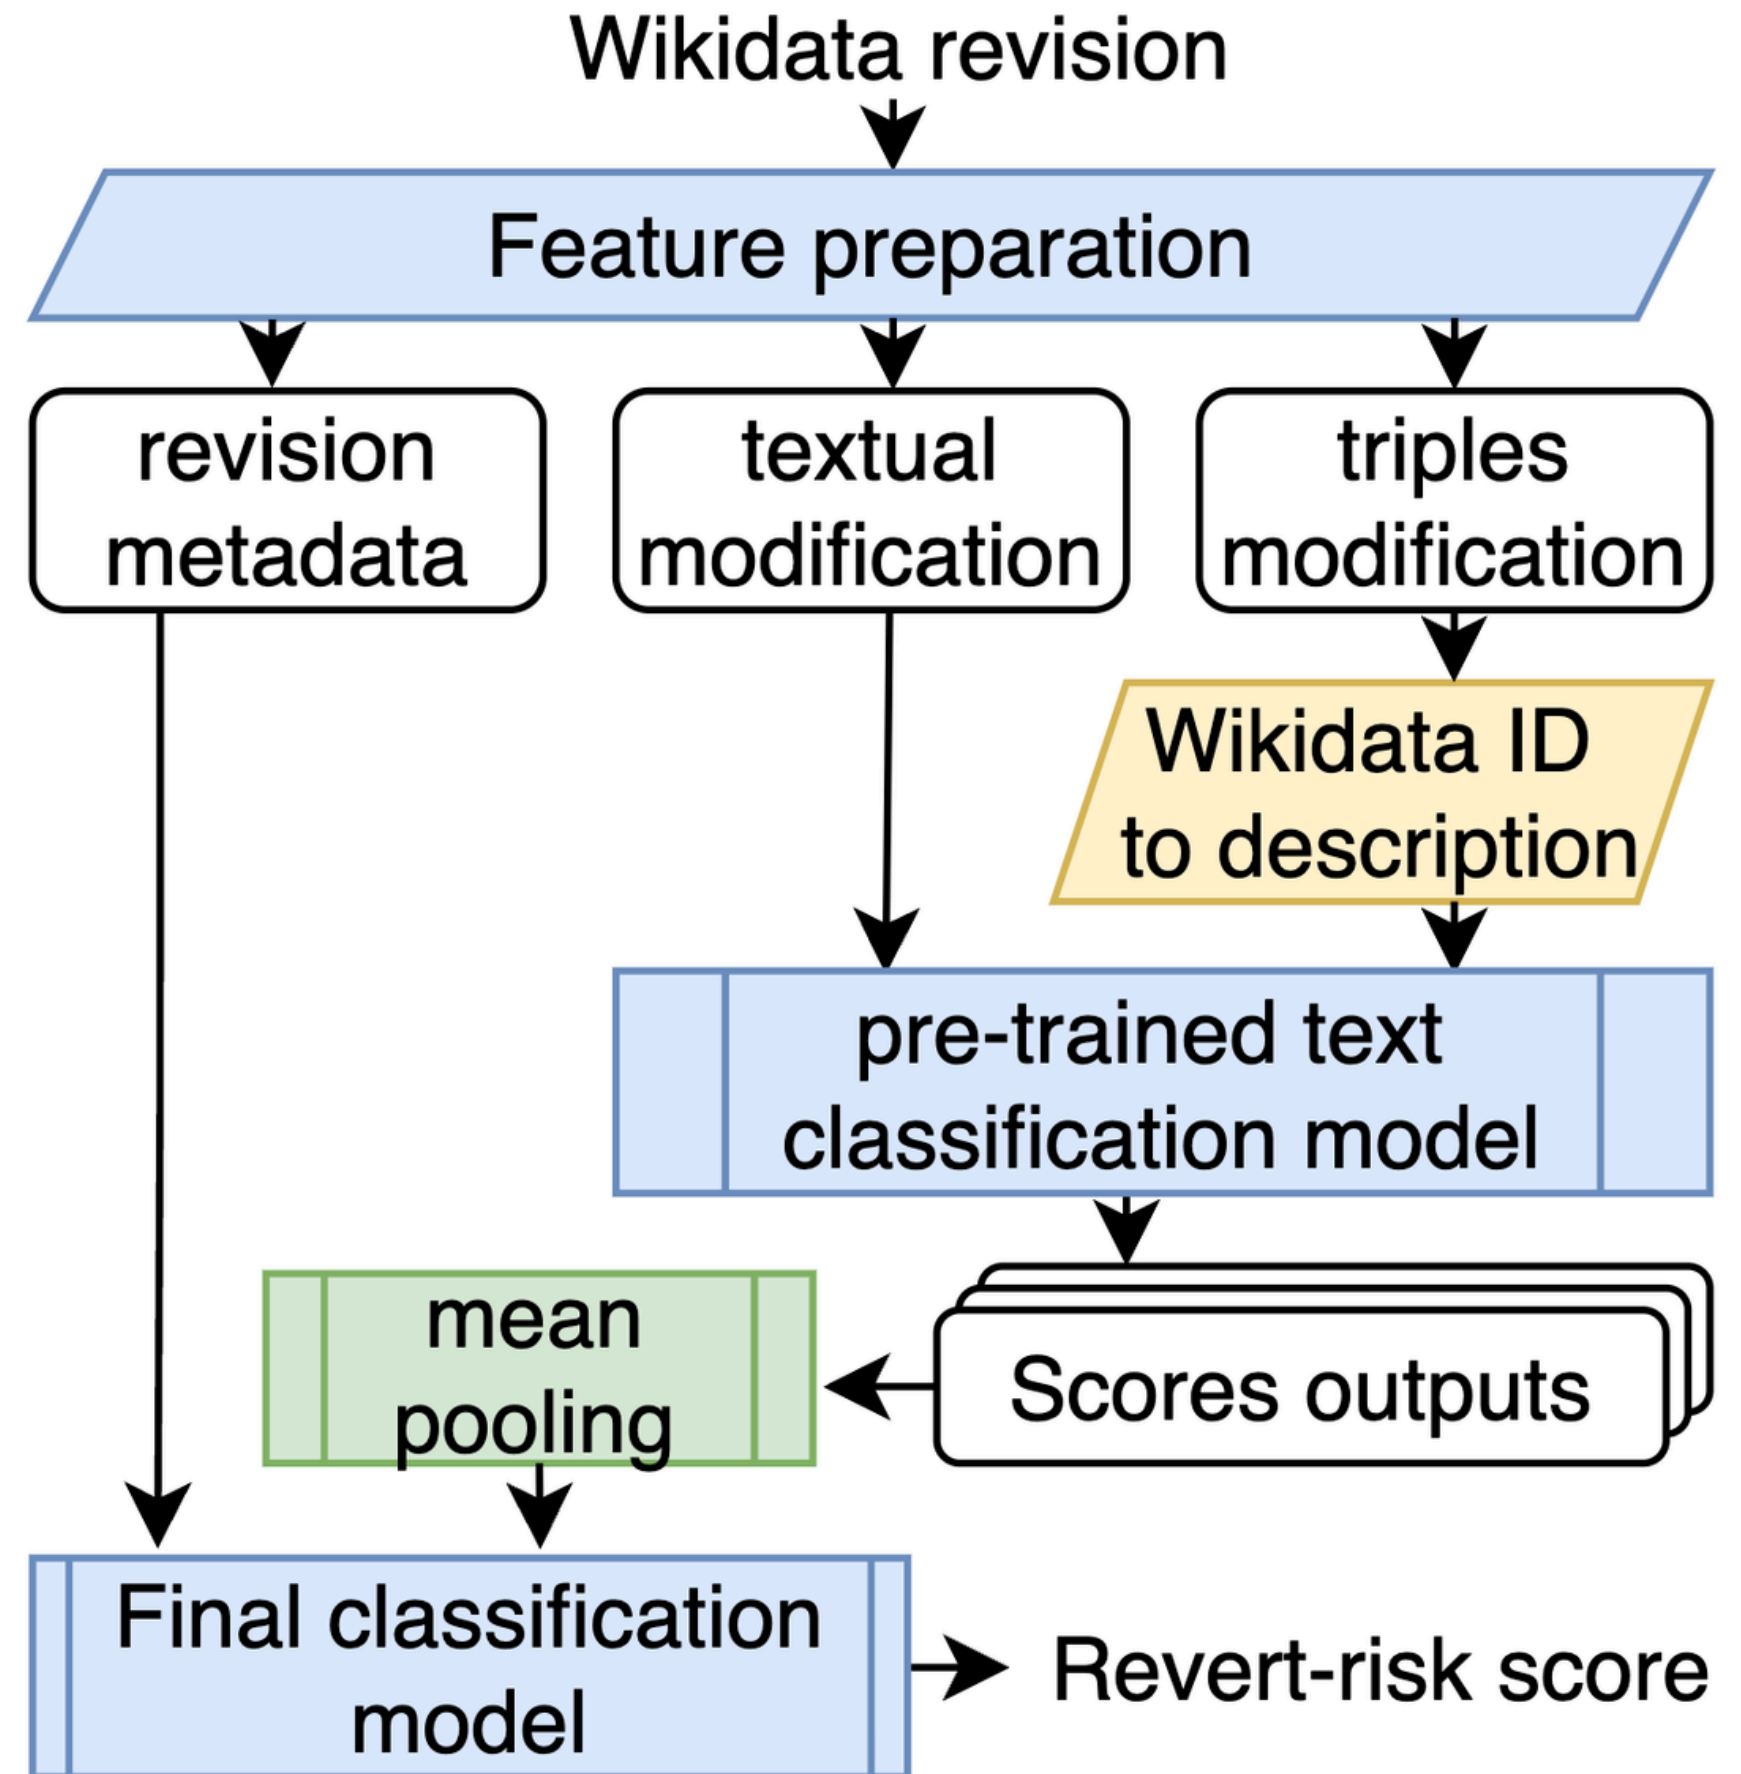 Wikidata revision
Feature preparation
revision
metadata
textual
modification
triples
modification
Wikidata ID
to description
pre-trained text
classification model
mean
pooling
Scores outputs
Final classification
model
Revert-risk score